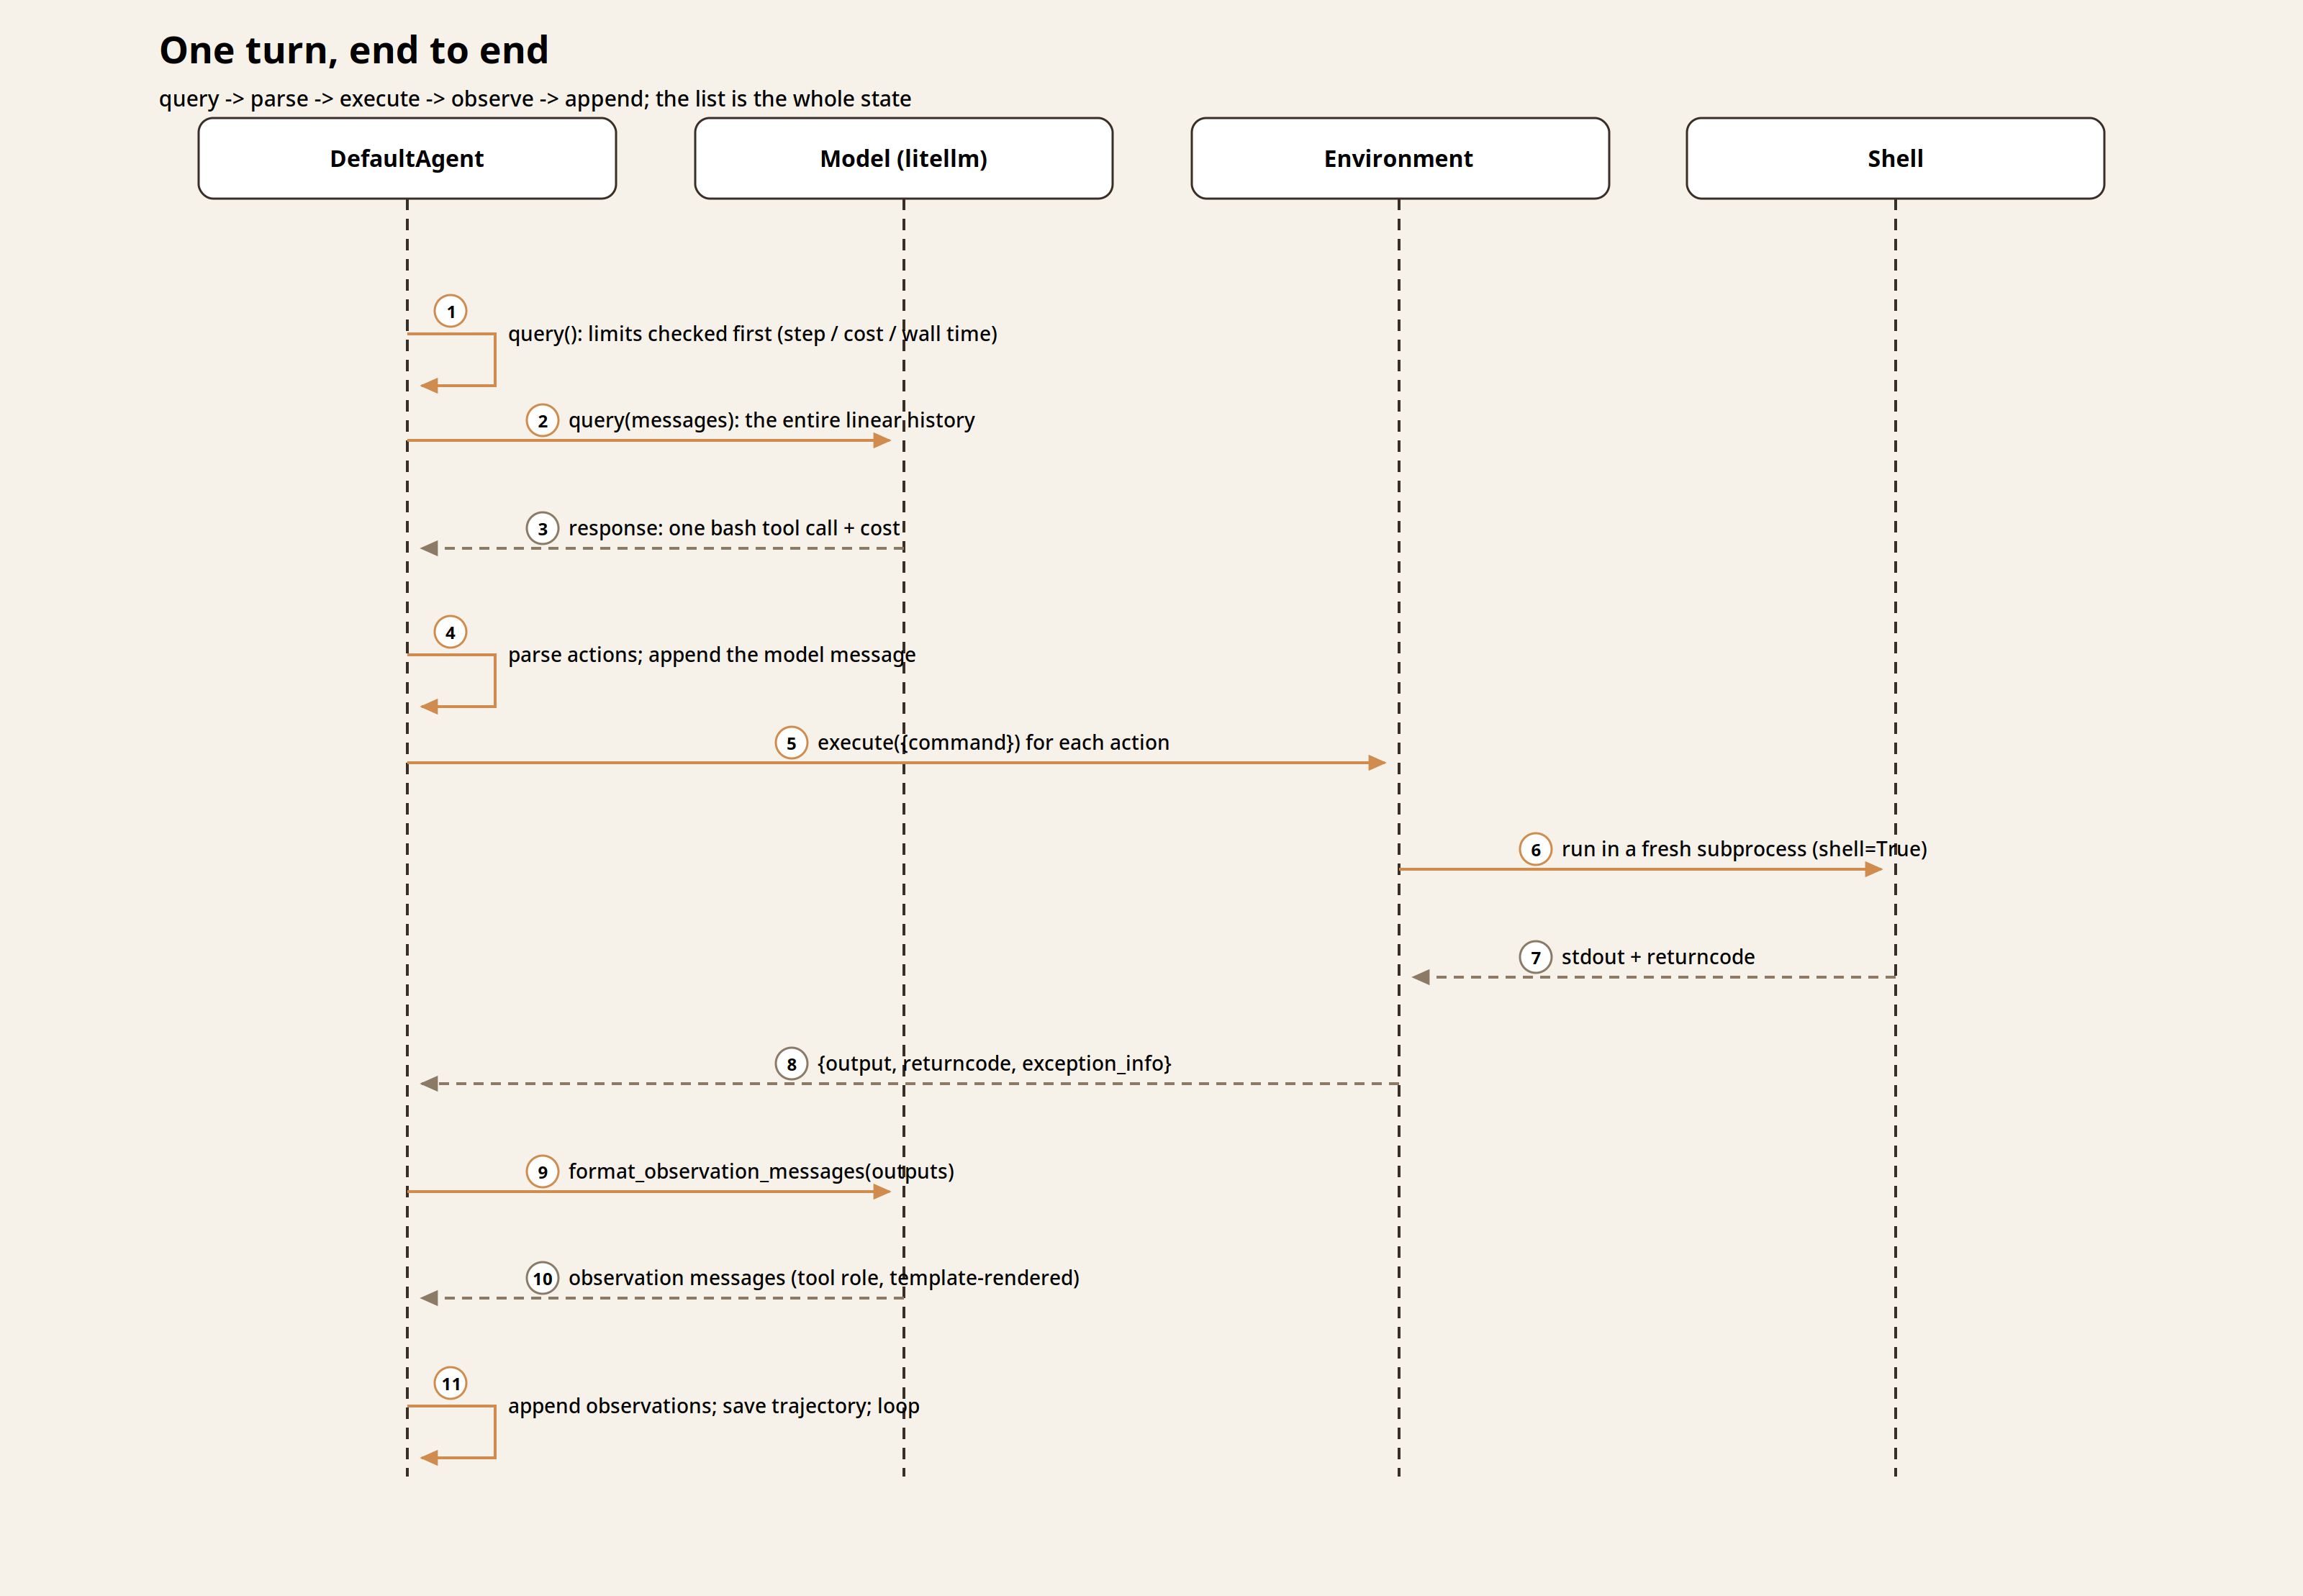 One turn, end to end
query -> parse -> execute -> observe -> append; the list is the whole state
DefaultAgent
Model (litellm)
Environment
Shell
1
query(): limits checked first (step / cost / wall time)
2 query(messages): the entire linear history
3 response: one bash tool call + cost
4
parse actions; append the model message
5 execute({command}) for each action
6 run in a fresh subprocess (shell=True)
7 stdout + returncode
8 {output, returncode, exception_info}
9 format_observation_messages(outputs)
10 observation messages (tool role, template-rendered)
11
append observations; save trajectory; loop